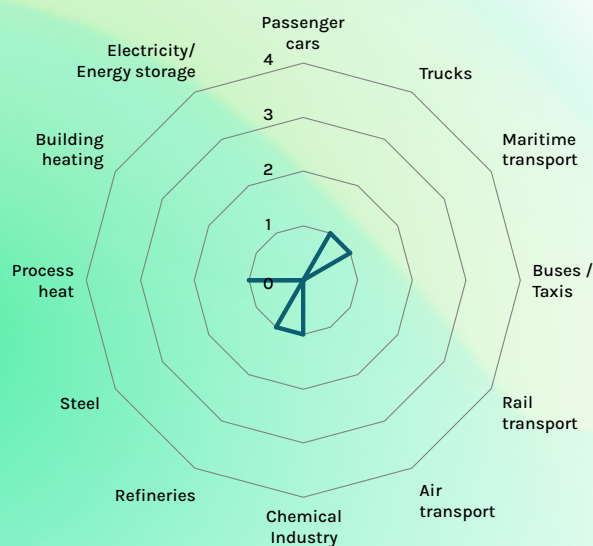 Passenger
cars
Electricity/
Energy storage
4
Trucks
Building
heating
3
Maritime
transport
2
1
Process
heat
0
Buses /
Taxis
Steel
Rail
transport
Refineries
Air
transport
Chemical
Industry